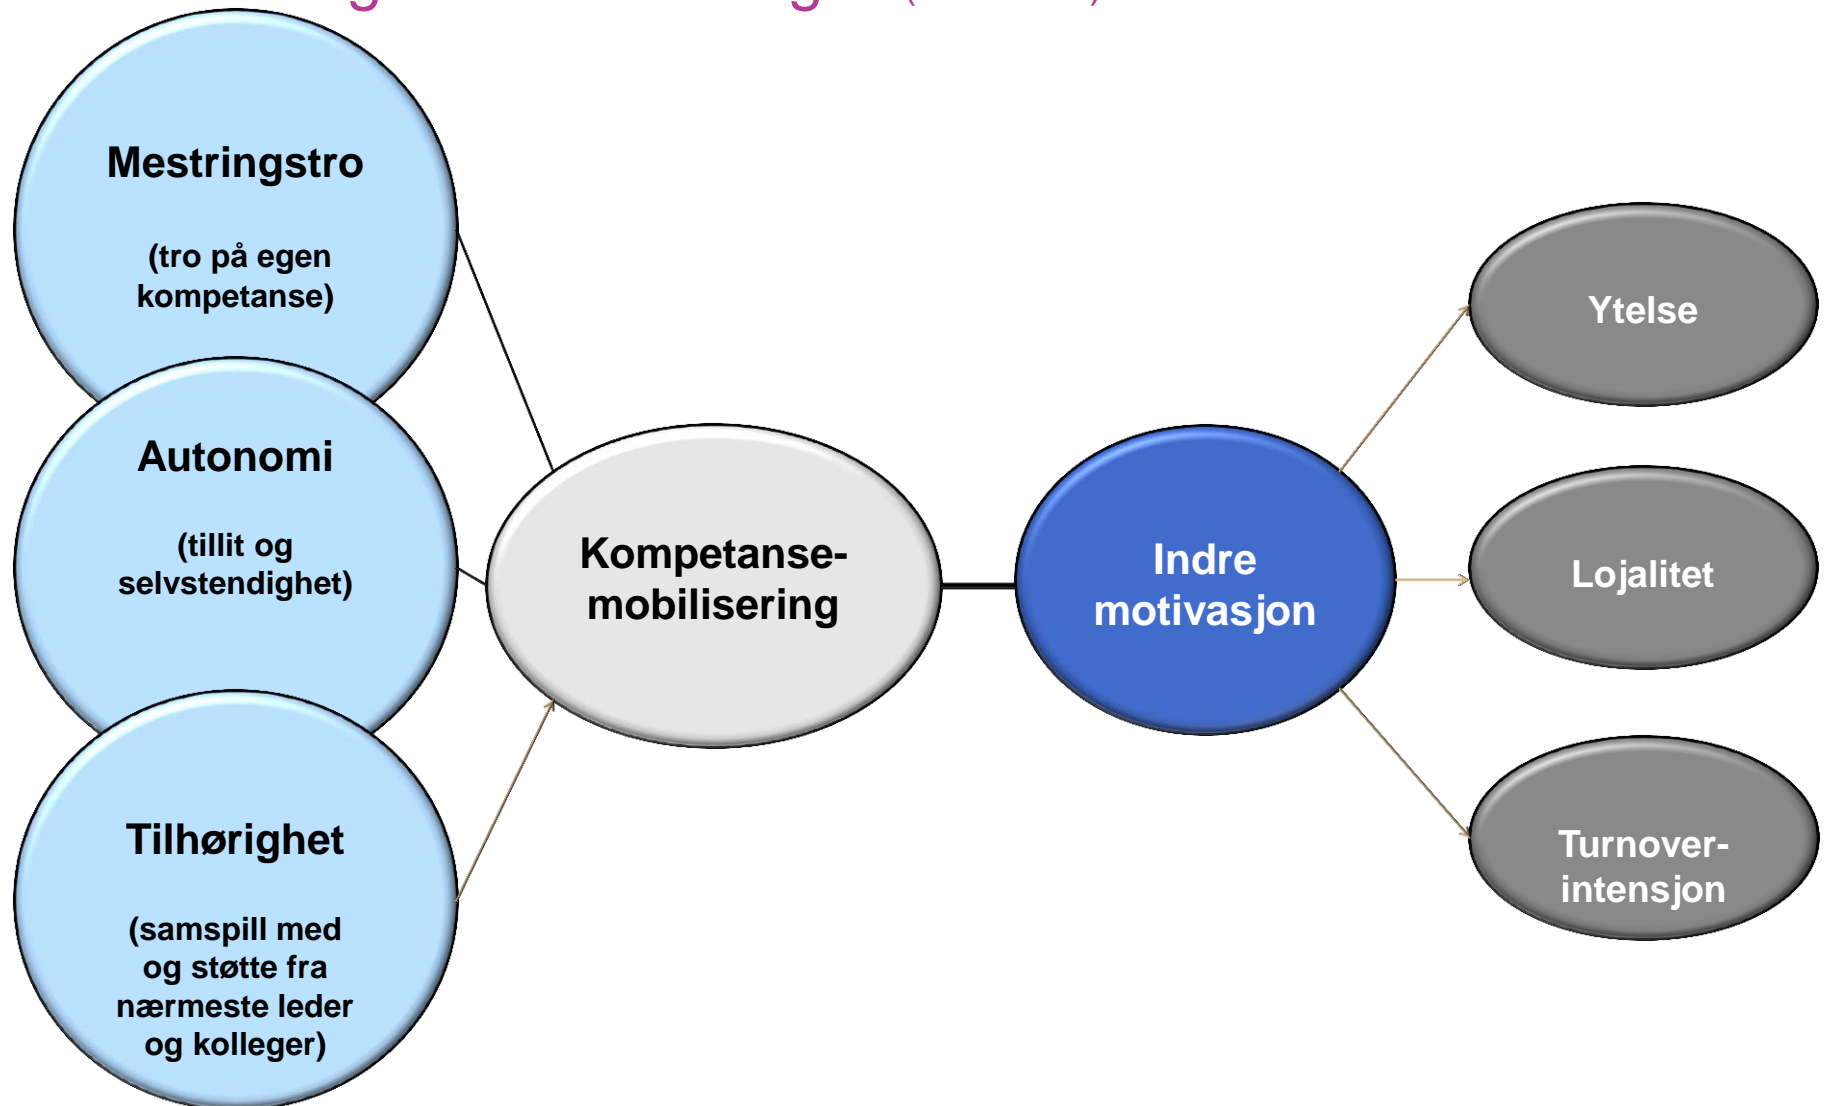 Mestringstro
(tro på egen
kompetanse)
Autonomi
(tillit og
selvstendighet)
Tilhørighet
(samspill med
og støtte fra
nærmeste leder
og kolleger)
Kompetanse-
mobilisering
Indre
motivasjon
Ytelse
Lojalitet
Turnover-
intensjon